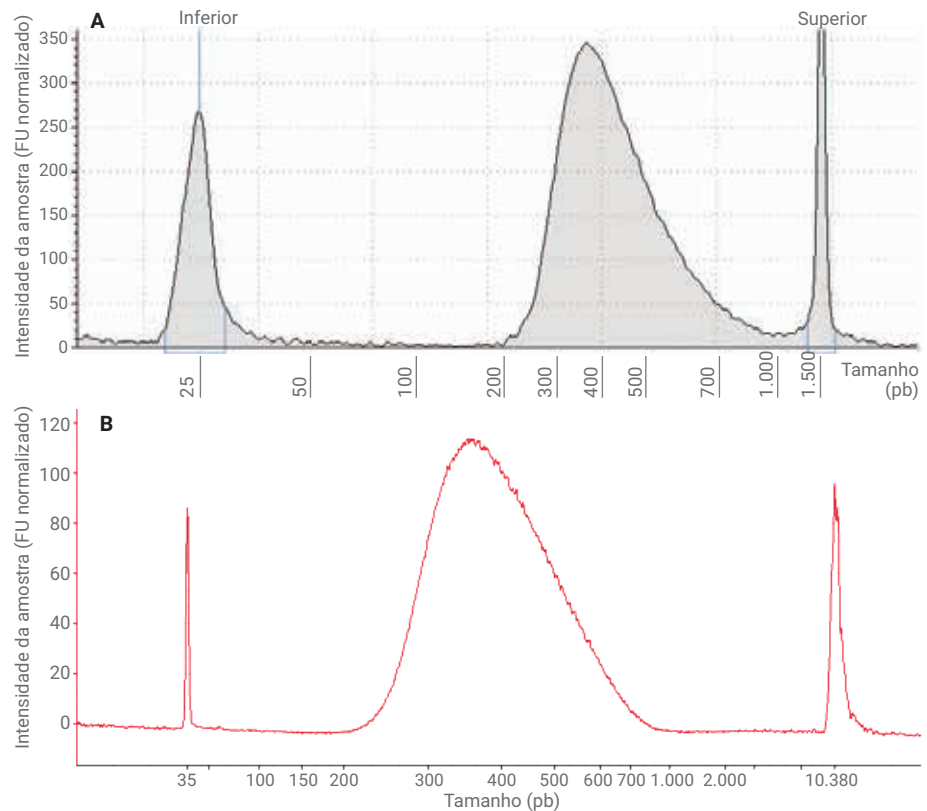 A
Inferior
Superior
Intensidade da amostra (FU normalizado)
350
300
250
200
150
100
50
0
25
50
100
200
300
400
500
700
1.000
1.500
Tamanho
(pb)
B
Intensidade da amostra (FU normalizado)
120
100
80
60
40
20
0
35 100 150 200 300 400 500 600 700 1.000 2.000 10.380
Tamanho (pb)